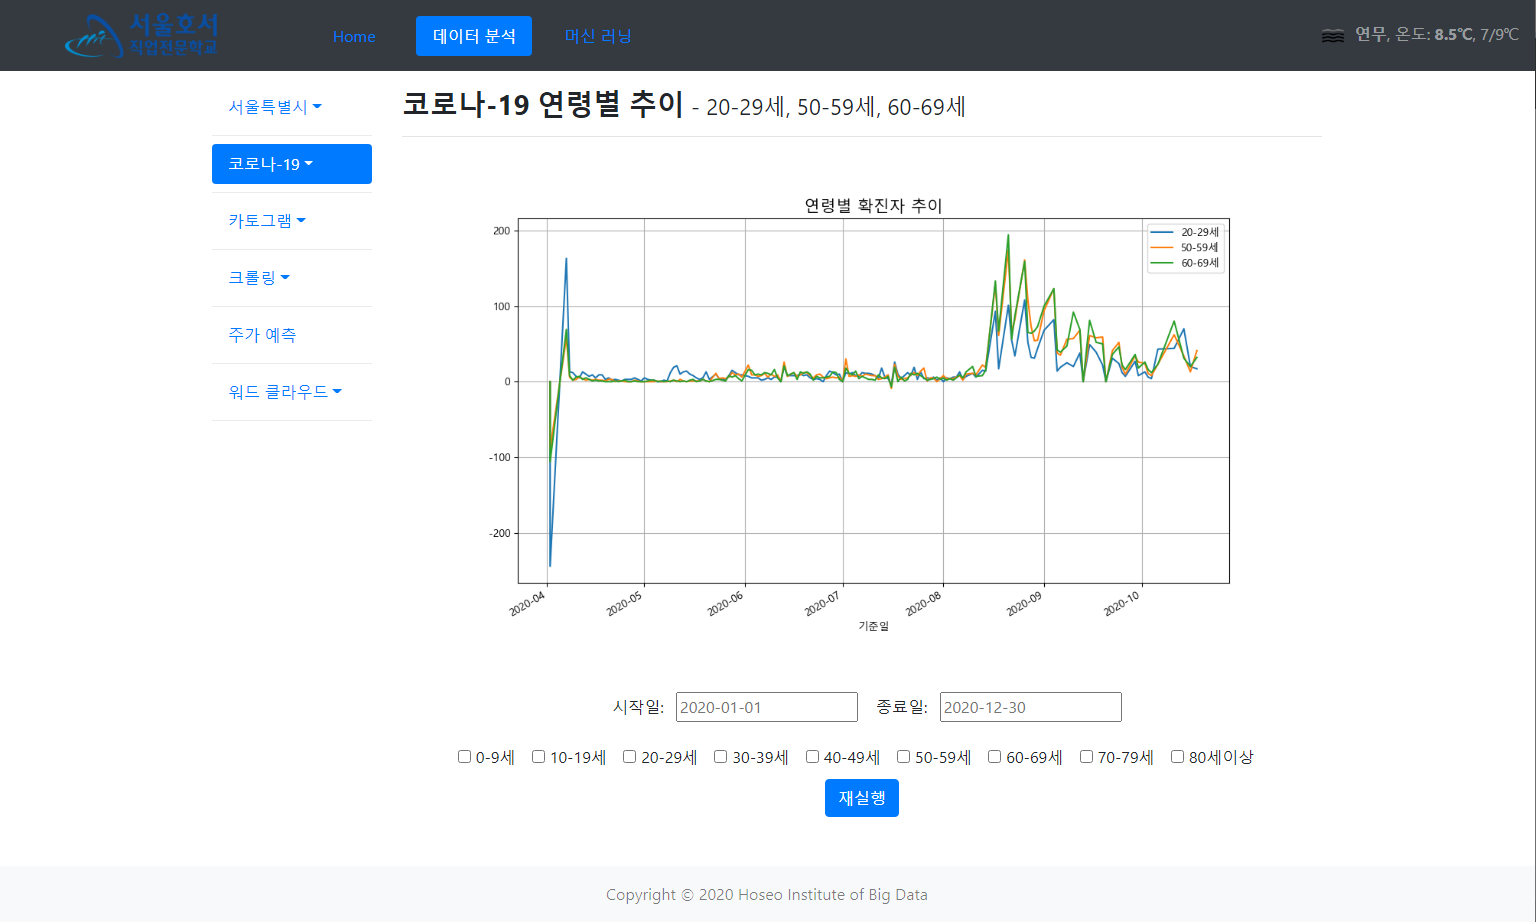 서울호서
직업전문학교
Home
데이터 분석
머신 러닝
연무, 온도: 8.5℃, 7/9℃
서울특별시
코로나-19
카토그램
크롤링
주가 예측
워드 클라우드
코로나-19 연령별 추이 - 20-29세, 50-59세, 60-69세
연령별 확진자 추이
20-29세
50-59세
60-69세
200
100
0
-100
-200
2020-04
2020-05
2020-06
2020-07
2020-08
2020-09
2020-10
기준일
시작일: 2020-01-01 종료일: 2020-12-30
0-9세 10-19세 20-29세 30-39세 40-49세 50-59세 60-69세 70-79세 80세이상
재실행
Copyright © 2020 Hoseo Institute of Big Data